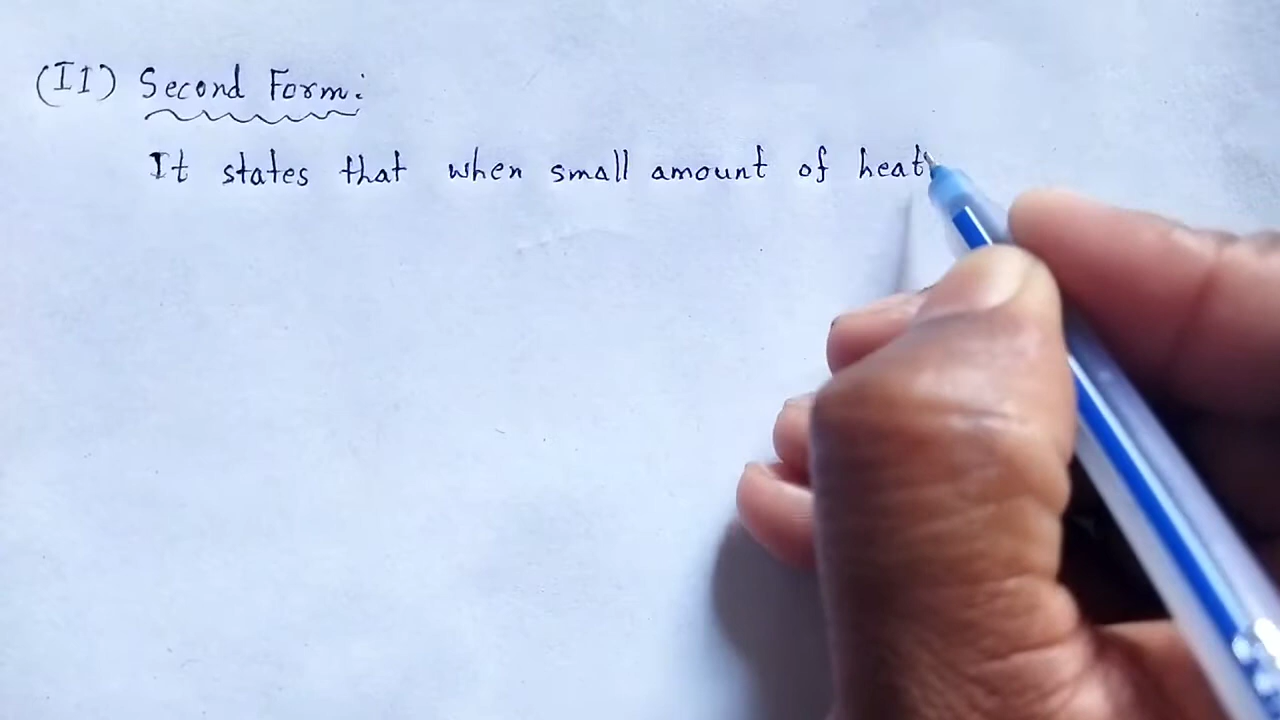 (II) Second Form:
It states that when small amount of heat